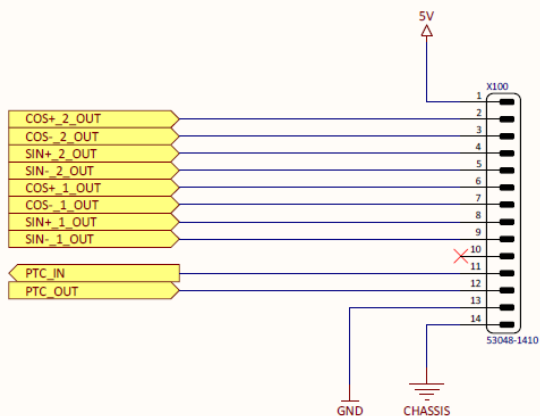 5V
X100
1
COS+_2_OUT 2
COS-_2_OUT 3
SIN+_2_OUT 4
SIN-_2_OUT 5
COS+_1_OUT 6
COS-_1_OUT 7
SIN+_1_OUT 8
SIN-_1_OUT 9
10
PTC_IN 11
PTC_OUT 12
13
14
53048-1410
GND CHASSIS